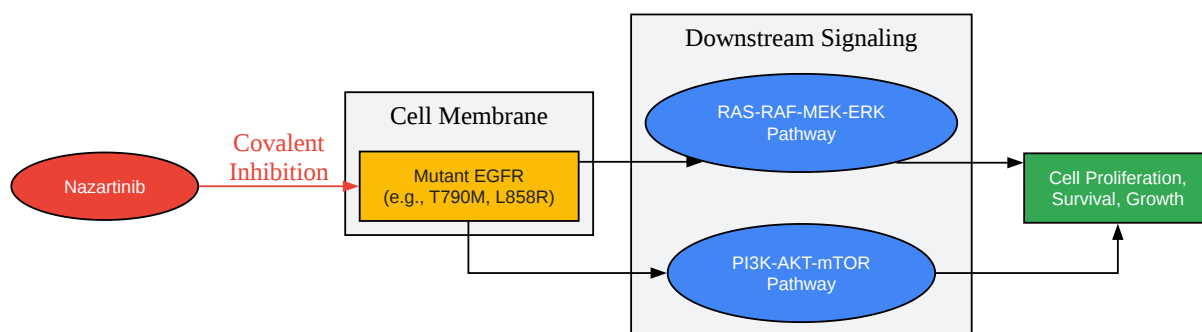 Nazartinib
Covalent
Inhibition
Cell Membrane
Mutant EGFR
(e.g., T790M, L858R)
Downstream Signaling
RAS-RAF-MEK-ERK
Pathway
PI3K-AKT-mTOR
Pathway
Cell Proliferation,
Survival, Growth